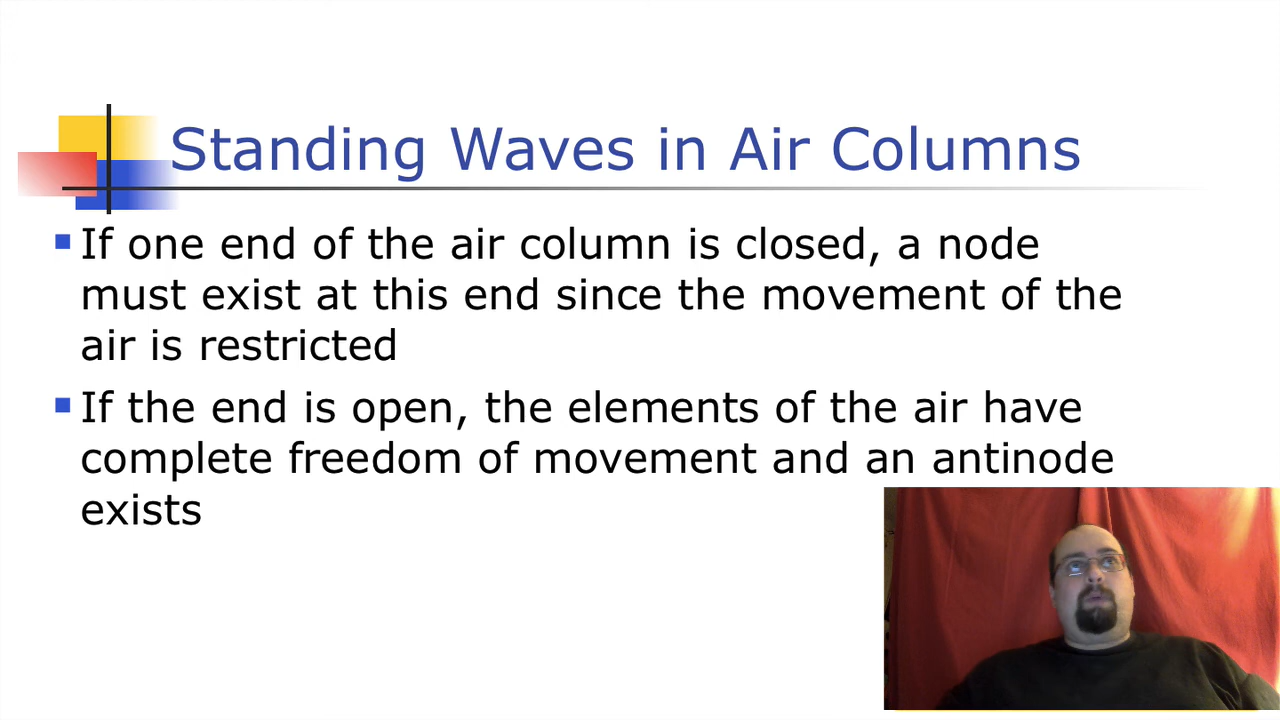 Standing Waves in Air Columns
If one end of the air column is closed, a node
must exist at this end since the movement of the
air is restricted
If the end is open, the elements of the air have
complete freedom of movement and an antinode
exists